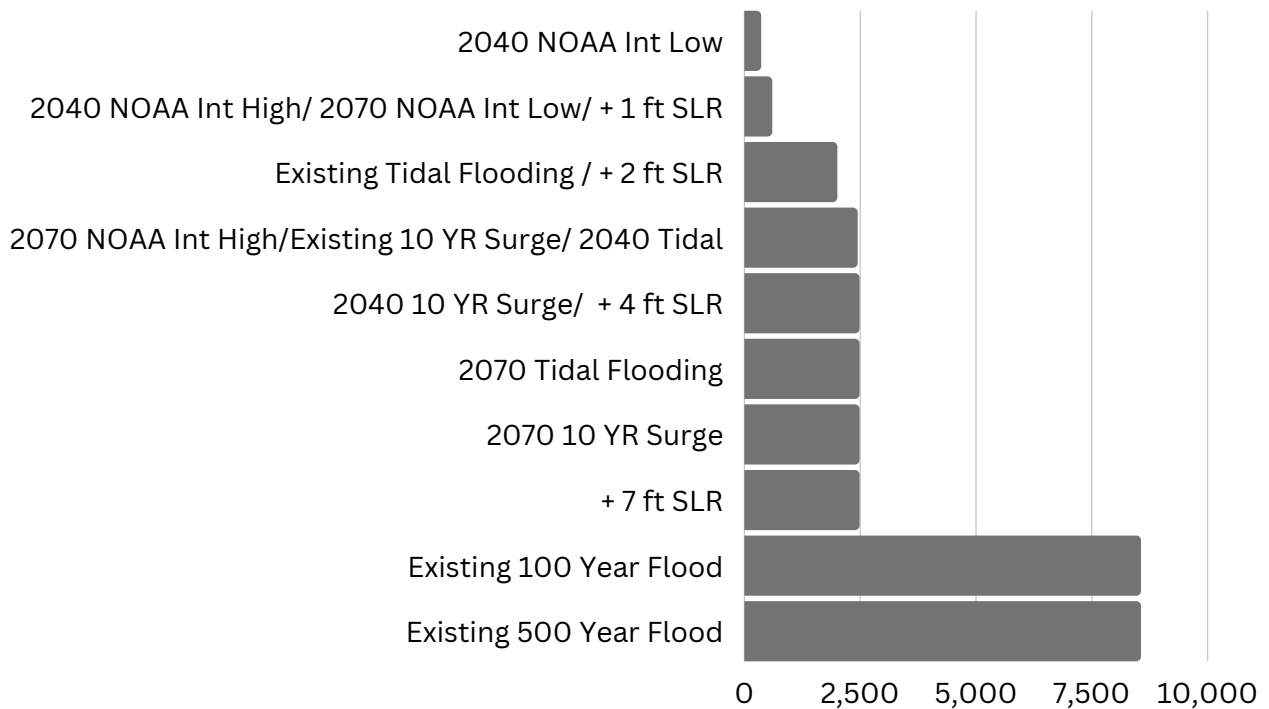 2040 NOAA Int Low
2040 NOAA Int High/ 2070 NOAA Int Low/ + 1 ft SLR
Existing Tidal Flooding / + 2 ft SLR
2070 NOAA Int High/Existing 10 YR Surge/ 2040 Tidal
2040 10 YR Surge/  + 4 ft SLR
2070 Tidal Flooding
2070 10 YR Surge
+ 7 ft SLR
Existing 100 Year Flood
Existing 500 Year Flood
0 2,500 5,000 7,500 10,000